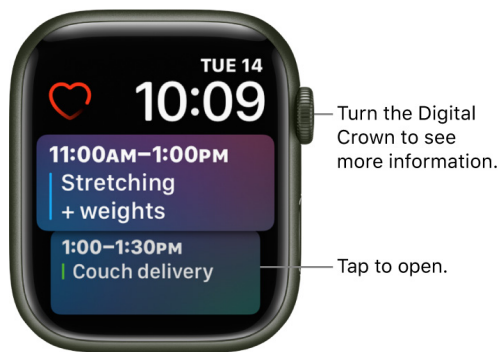 TUE 14
10:09
11:00AM–1:00PM
Stretching
+ weights
1:00–1:30PM
Couch delivery
Turn the Digital
Crown to see
more information.
Tap to open.